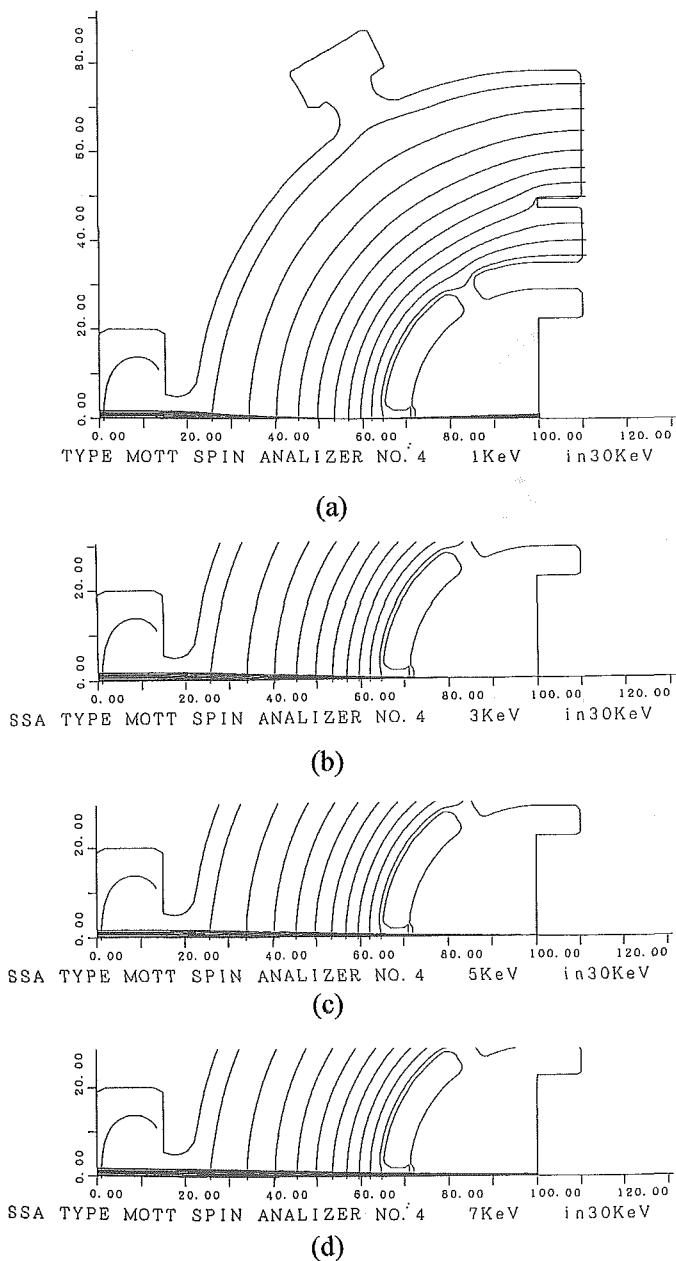 80.00
60.00
40.00
20.00
0.00
0.00 20.00 40.00 60.00 80.00 100.00 120.00
TYPE MOTT SPIN ANALIZER NO. 4 1KeV in30KeV
(a)
20.00
0.00
0.00 20.00 40.00 60.00 80.00 100.00 120.00
SSA TYPE MOTT SPIN ANALIZER NO. 4 3KeV in30KeV
(b)
20.00
0.00
0.00 20.00 40.00 60.00 80.00 100.00 120.00
SSA TYPE MOTT SPIN ANALIZER NO. 4 5KeV in30KeV
(c)
20.00
0.00
0.00 20.00 40.00 60.00 80.00 100.00 120.00
SSA TYPE MOTT SPIN ANALIZER NO. 4 7KeV in30KeV
(d)